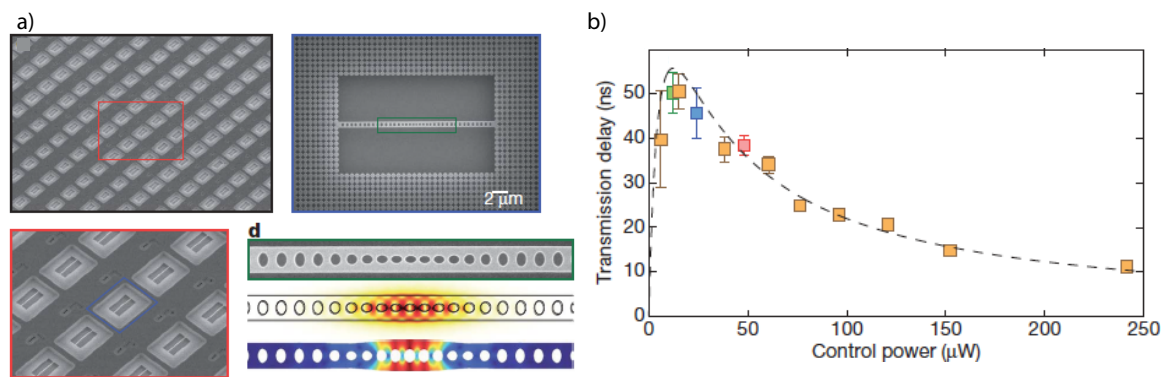 a)
2 μm
d
b)
Transmission delay (ns)
50
40
30
20
10
0
0 50 100 150 200 250
Control power (μW)